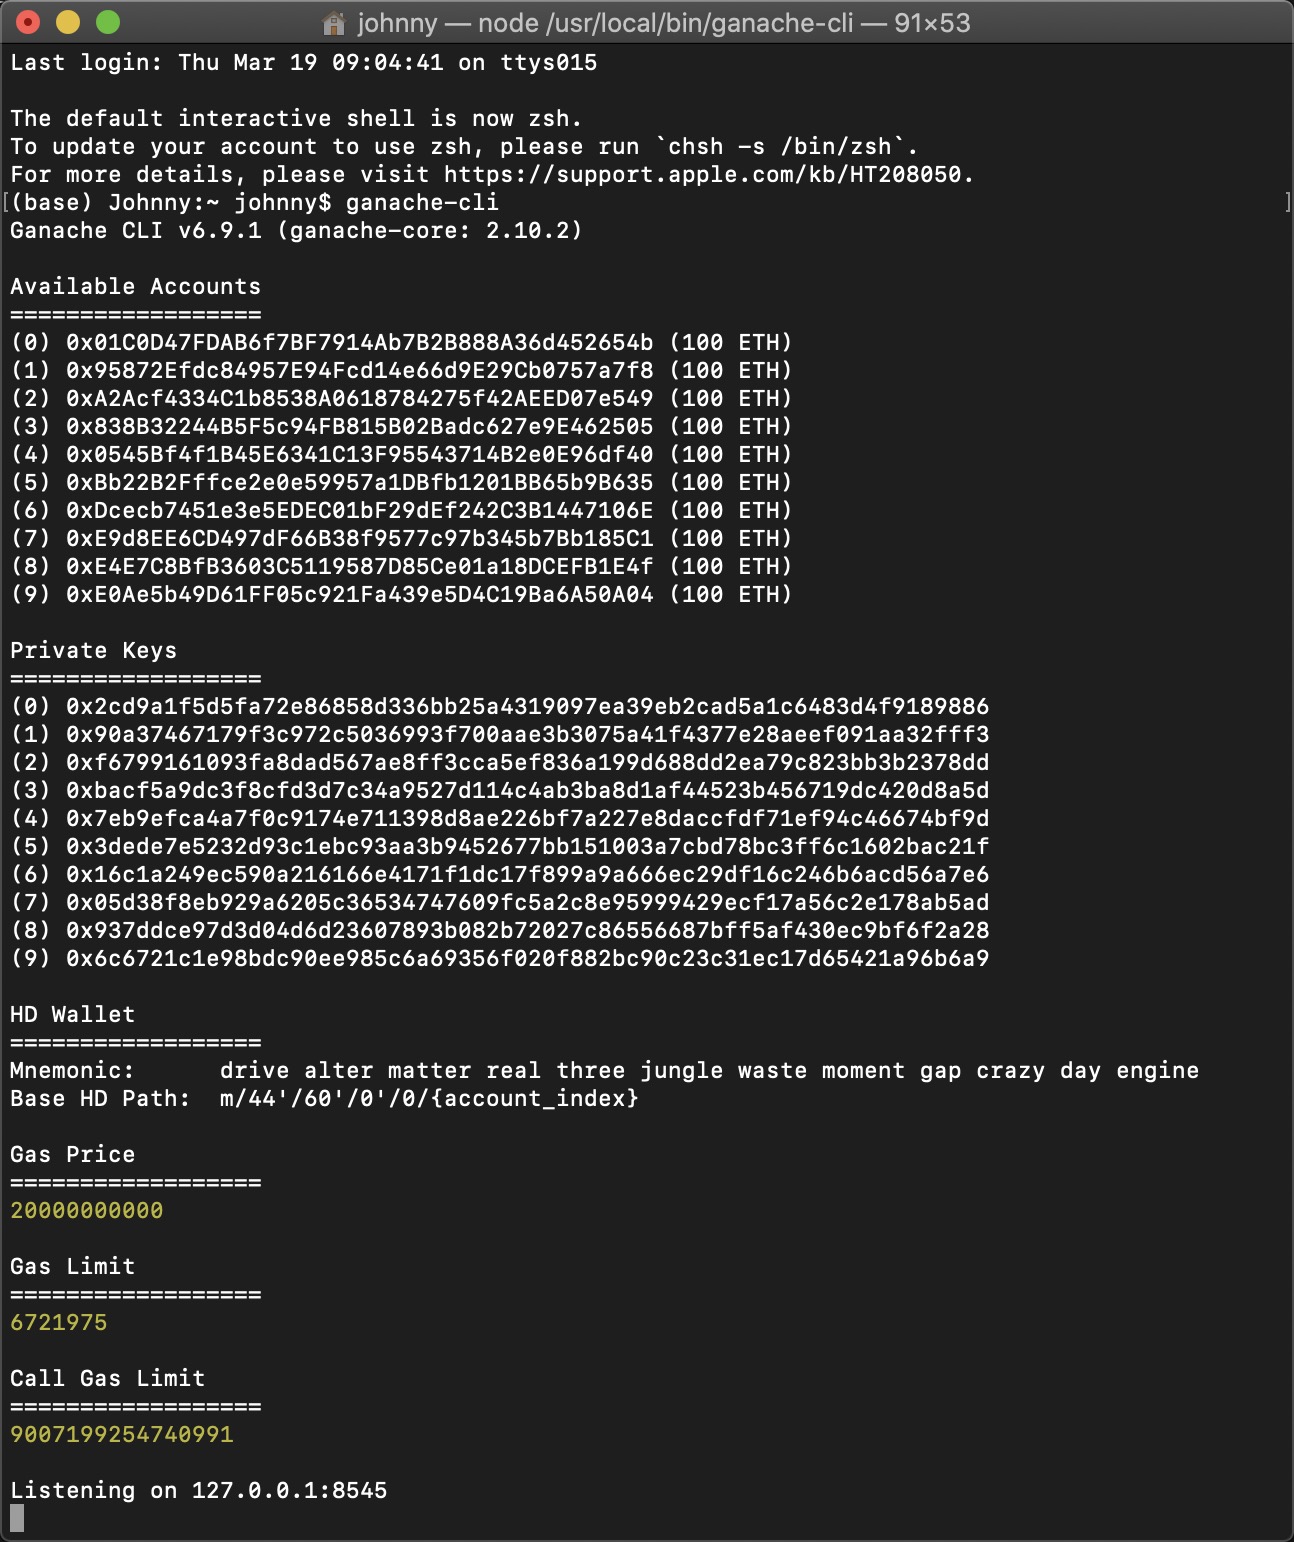 johnny — node /usr/local/bin/ganache-cli — 91×53
Last login: Thu Mar 19 09:04:41 on ttys015
The default interactive shell is now zsh.
To update your account to use zsh, please run `chsh -s /bin/zsh`.
For more details, please visit https://support.apple.com/kb/HT208050.
[(base) Johnny:~ johnny$ ganache-cli ]
Ganache CLI v6.9.1 (ganache-core: 2.10.2)
Available Accounts
==================
(0) 0x01C0D47FDAB6f7BF7914Ab7B2B888A36d452654b (100 ETH)
(1) 0x95872Efdc84957E94Fcd14e66d9E29Cb0757a7f8 (100 ETH)
(2) 0xA2Acf4334C1b8538A0618784275f42AEED07e549 (100 ETH)
(3) 0x838B32244B5F5c94FB815B02Badc627e9E462505 (100 ETH)
(4) 0x0545Bf4f1B45E6341C13F95543714B2e0E96df40 (100 ETH)
(5) 0xBb22B2Fffce2e0e59957a1DBfb1201BB65b9B635 (100 ETH)
(6) 0xDcecb7451e3e5EDEC01bF29dEf242C3B1447106E (100 ETH)
(7) 0xE9d8EE6CD497dF66B38f9577c97b345b7Bb185C1 (100 ETH)
(8) 0xE4E7C8BfB3603C5119587D85Ce01a18DCEFB1E4f (100 ETH)
(9) 0xE0Ae5b49D61FF05c921Fa439e5D4C19Ba6A50A04 (100 ETH)
Private Keys
==================
(0) 0x2cd9a1f5d5fa72e86858d336bb25a4319097ea39eb2cad5a1c6483d4f9189886
(1) 0x90a37467179f3c972c5036993f700aae3b3075a41f4377e28aeef091aa32fff3
(2) 0xf6799161093fa8dad567ae8ff3cca5ef836a199d688dd2ea79c823bb3b2378dd
(3) 0xbacf5a9dc3f8cfd3d7c34a9527d114c4ab3ba8d1af44523b456719dc420d8a5d
(4) 0x7eb9efca4a7f0c9174e711398d8ae226bf7a227e8daccfdf71ef94c46674bf9d
(5) 0x3dede7e5232d93c1ebc93aa3b9452677bb151003a7cbd78bc3ff6c1602bac21f
(6) 0x16c1a249ec590a216166e4171f1dc17f899a9a666ec29df16c246b6acd56a7e6
(7) 0x05d38f8eb929a6205c36534747609fc5a2c8e95999429ecf17a56c2e178ab5ad
(8) 0x937ddce97d3d04d6d23607893b082b72027c86556687bff5af430ec9bf6f2a28
(9) 0x6c6721c1e98bdc90ee985c6a69356f020f882bc90c23c31ec17d65421a96b6a9
HD Wallet
==================
Mnemonic:      drive alter matter real three jungle waste moment gap crazy day engine
Base HD Path:  m/44'/60'/0'/0/{account_index}
Gas Price
==================
20000000000
Gas Limit
==================
6721975
Call Gas Limit
==================
9007199254740991
Listening on 127.0.0.1:8545